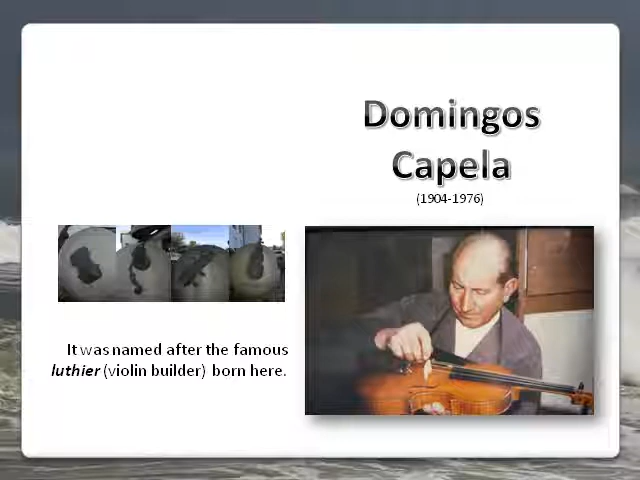 Domingos
Capela
(1904-1976)
It was named after the famous
luthier (violin builder) born here.